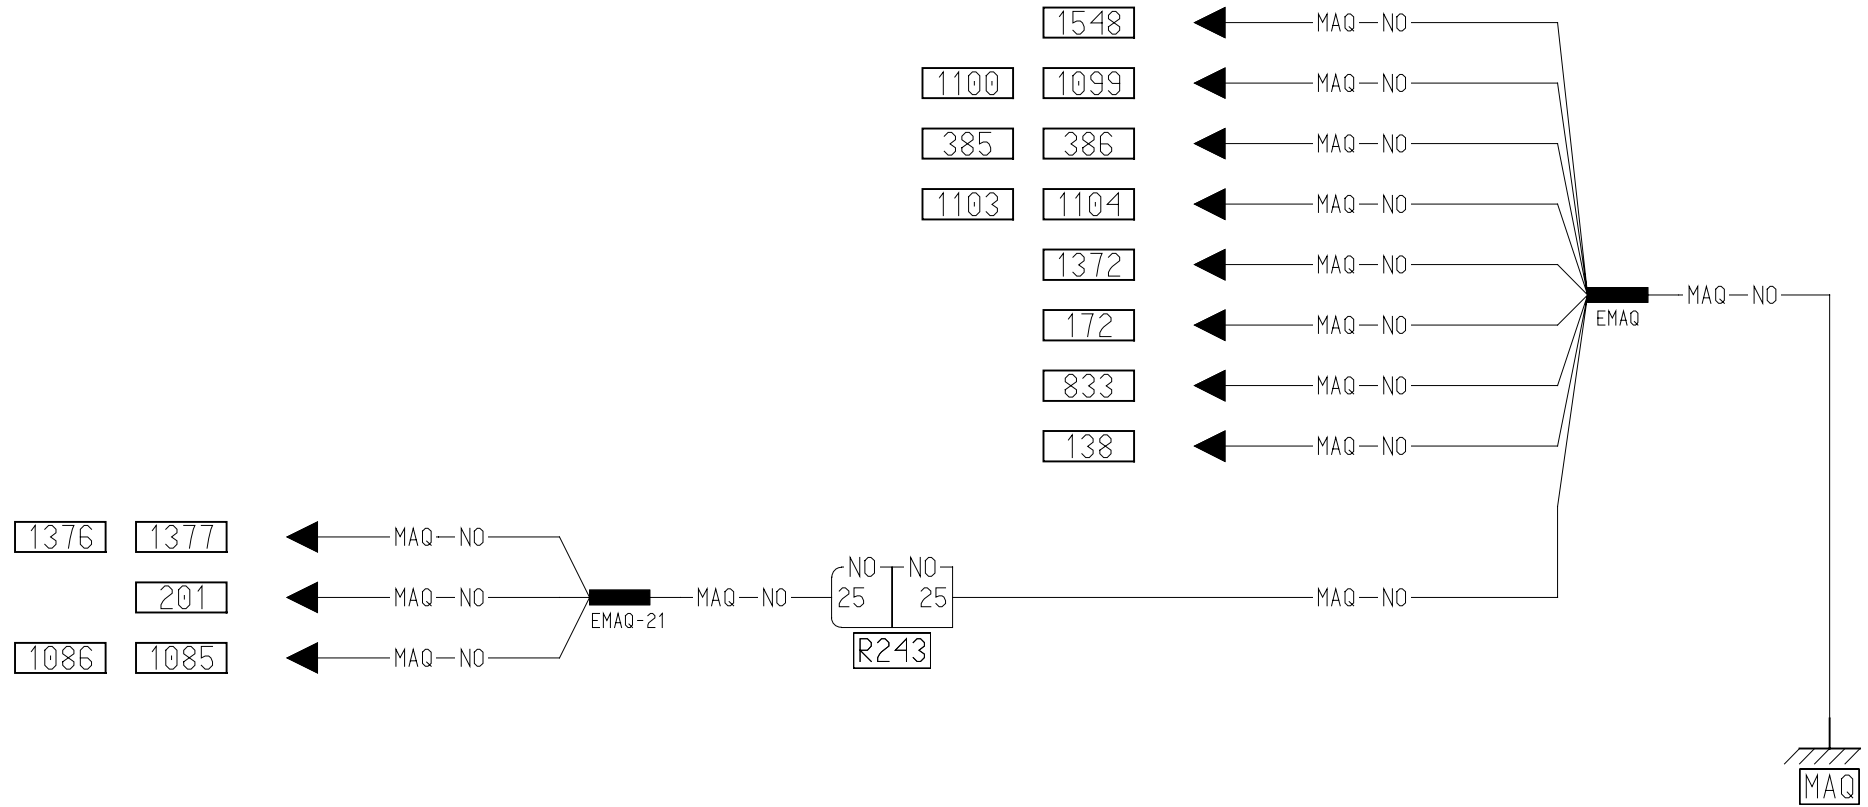 1548 MAQ NO
1100 1099 MAQ NO
385 386 MAQ NO
1103 1104 MAQ NO
1372 MAQ NO
MAQ NO
EMAQ
172 MAQ NO
833 MAQ NO
138 MAQ NO
1376 1377 MAQ NO
NO NO
201 MAQ NO MAQ NO 25 25 MAQ NO
EMAQ-21
R243
1086 1085 MAQ NO
MAQ